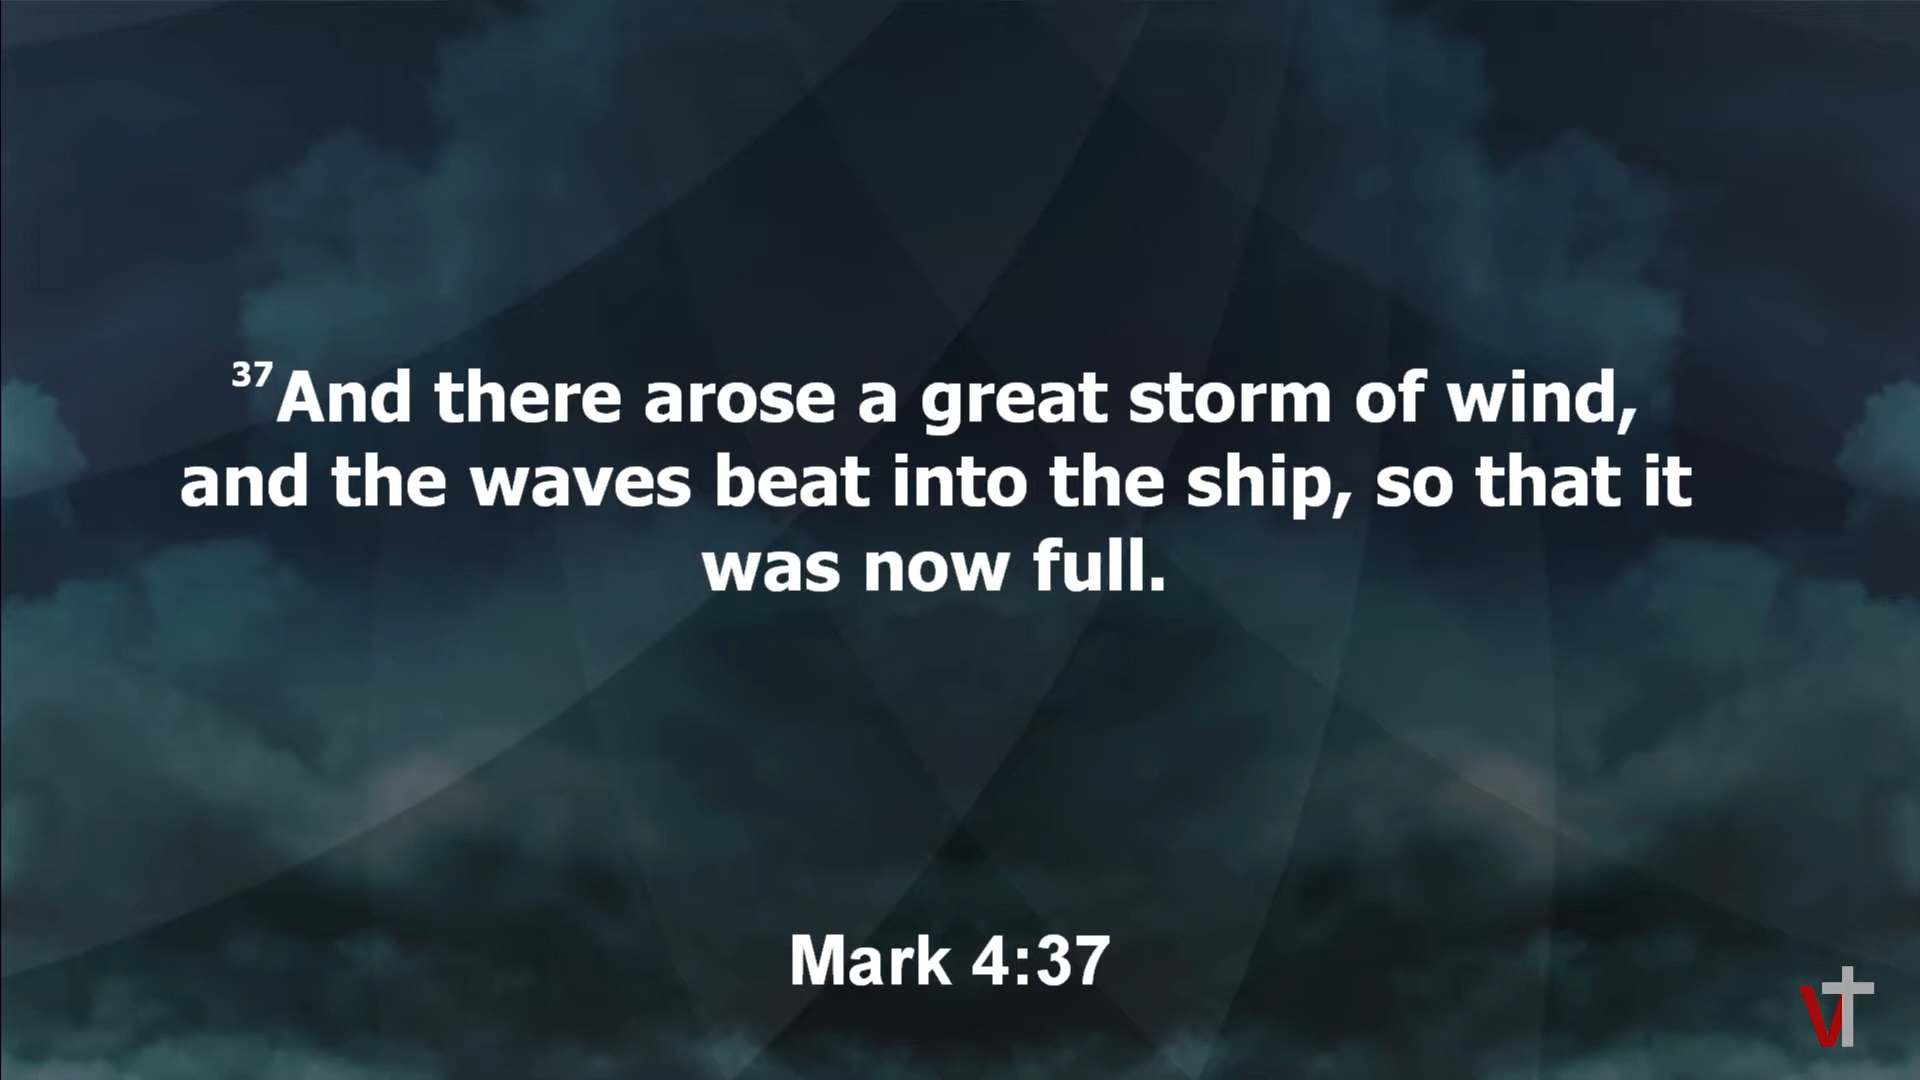 37And there arose a great storm of wind,
and the waves beat into the ship, so that it
was now full.
Mark 4:37
V